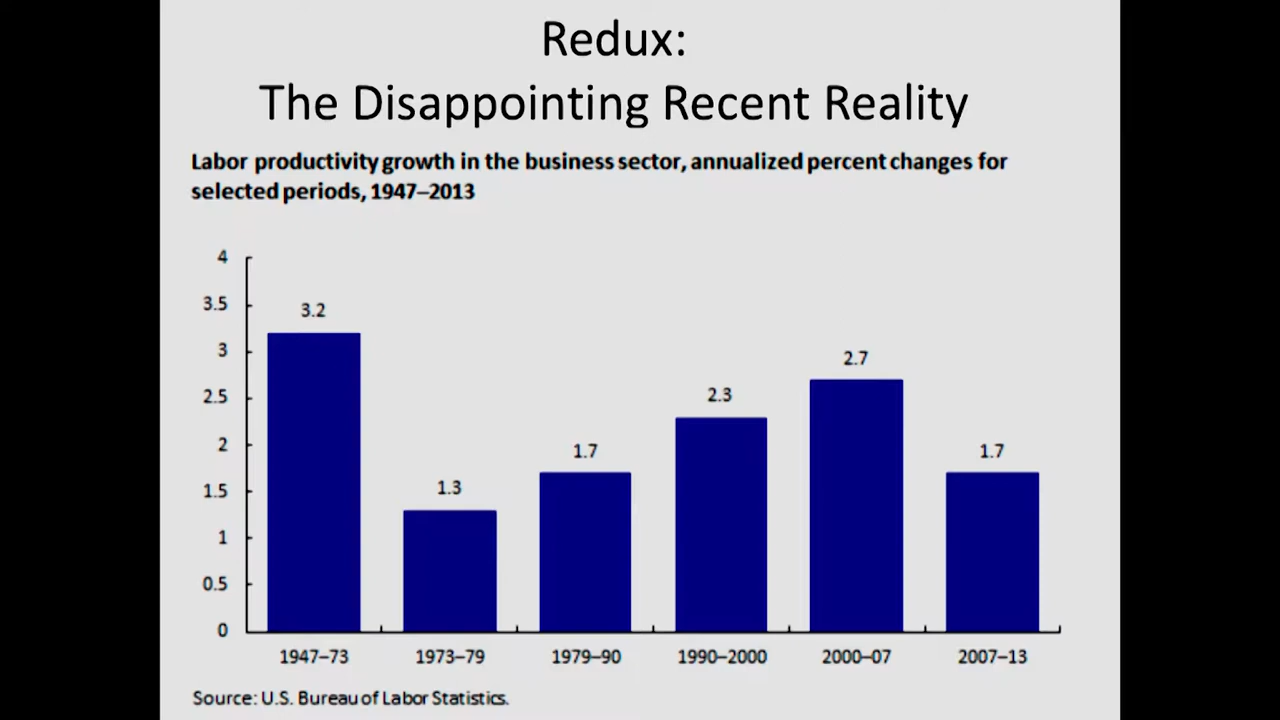 Redux:
The Disappointing Recent Reality
Labor productivity growth in the business sector, annualized percent changes for
selected periods, 1947–2013
4
3.5
3
2.5
2
1.5
1
0.5
0
3.2
1.3
1.7
2.3
2.7
1.7
1947–73 1973–79 1979–90 1990–2000 2000–07 2007–13
Source: U.S. Bureau of Labor Statistics.